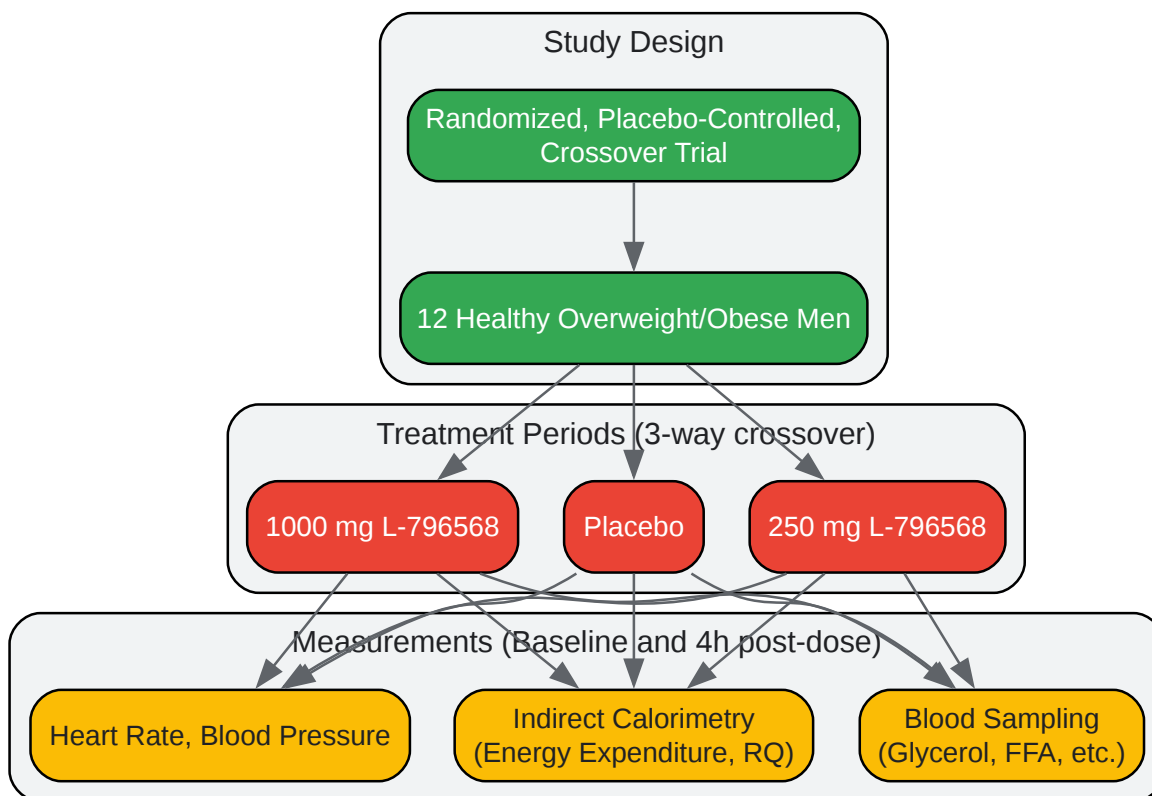 Study Design
Randomized, Placebo-Controlled,
Crossover Trial
12 Healthy Overweight/Obese Men
Treatment Periods (3-way crossover)
1000 mg L-796568
Placebo
250 mg L-796568
Measurements (Baseline and 4h post-dose)
Heart Rate, Blood Pressure
Indirect Calorimetry
(Energy Expenditure, RQ)
Blood Sampling
(Glycerol, FFA, etc.)